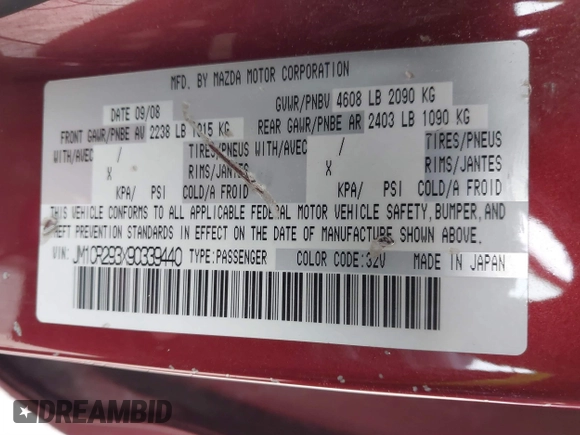 MFD. BY MAZDA MOTOR CORPORATION
DATE 09/08 GVWR/PNBV 4608 LB 2090 KG
FRONT GAWR/PNBE AV 2238 LB 1015 KG REAR GAWR/PNBE AR 2403 LB 1090 KG
WITH/AVEC / TIRES/PNEUS WITH/AVEC / TIRES/PNEUS
X RIMS/JANTES X RIMS/JANTES
KPA/ PSI COLD/A FROID KPA/ PSI COLD/A FROID
THIS VEHICLE CONFORMS TO ALL APPLICABLE FEDERAL MOTOR VEHICLE SAFETY, BUMPER, AND
THEFT PREVENTION STANDARDS IN EFFECT ON THE DATE OF MANUFACTURE SHOWN ABOVE.
VIN: JM1CR293X90339440 TYPE:PASSENGER COLOR CODE:32V MADE IN JAPAN
DREAMBID